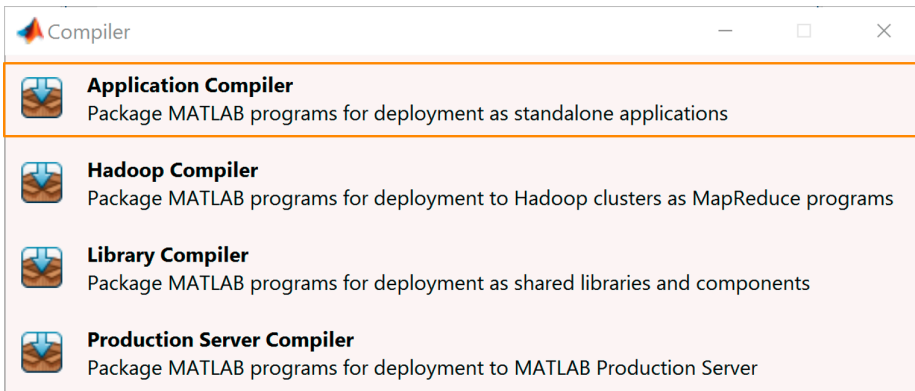 Compiler
Application Compiler
Package MATLAB programs for deployment as standalone applications
Hadoop Compiler
Package MATLAB programs for deployment to Hadoop clusters as MapReduce programs
Library Compiler
Package MATLAB programs for deployment as shared libraries and components
Production Server Compiler
Package MATLAB programs for deployment to MATLAB Production Server